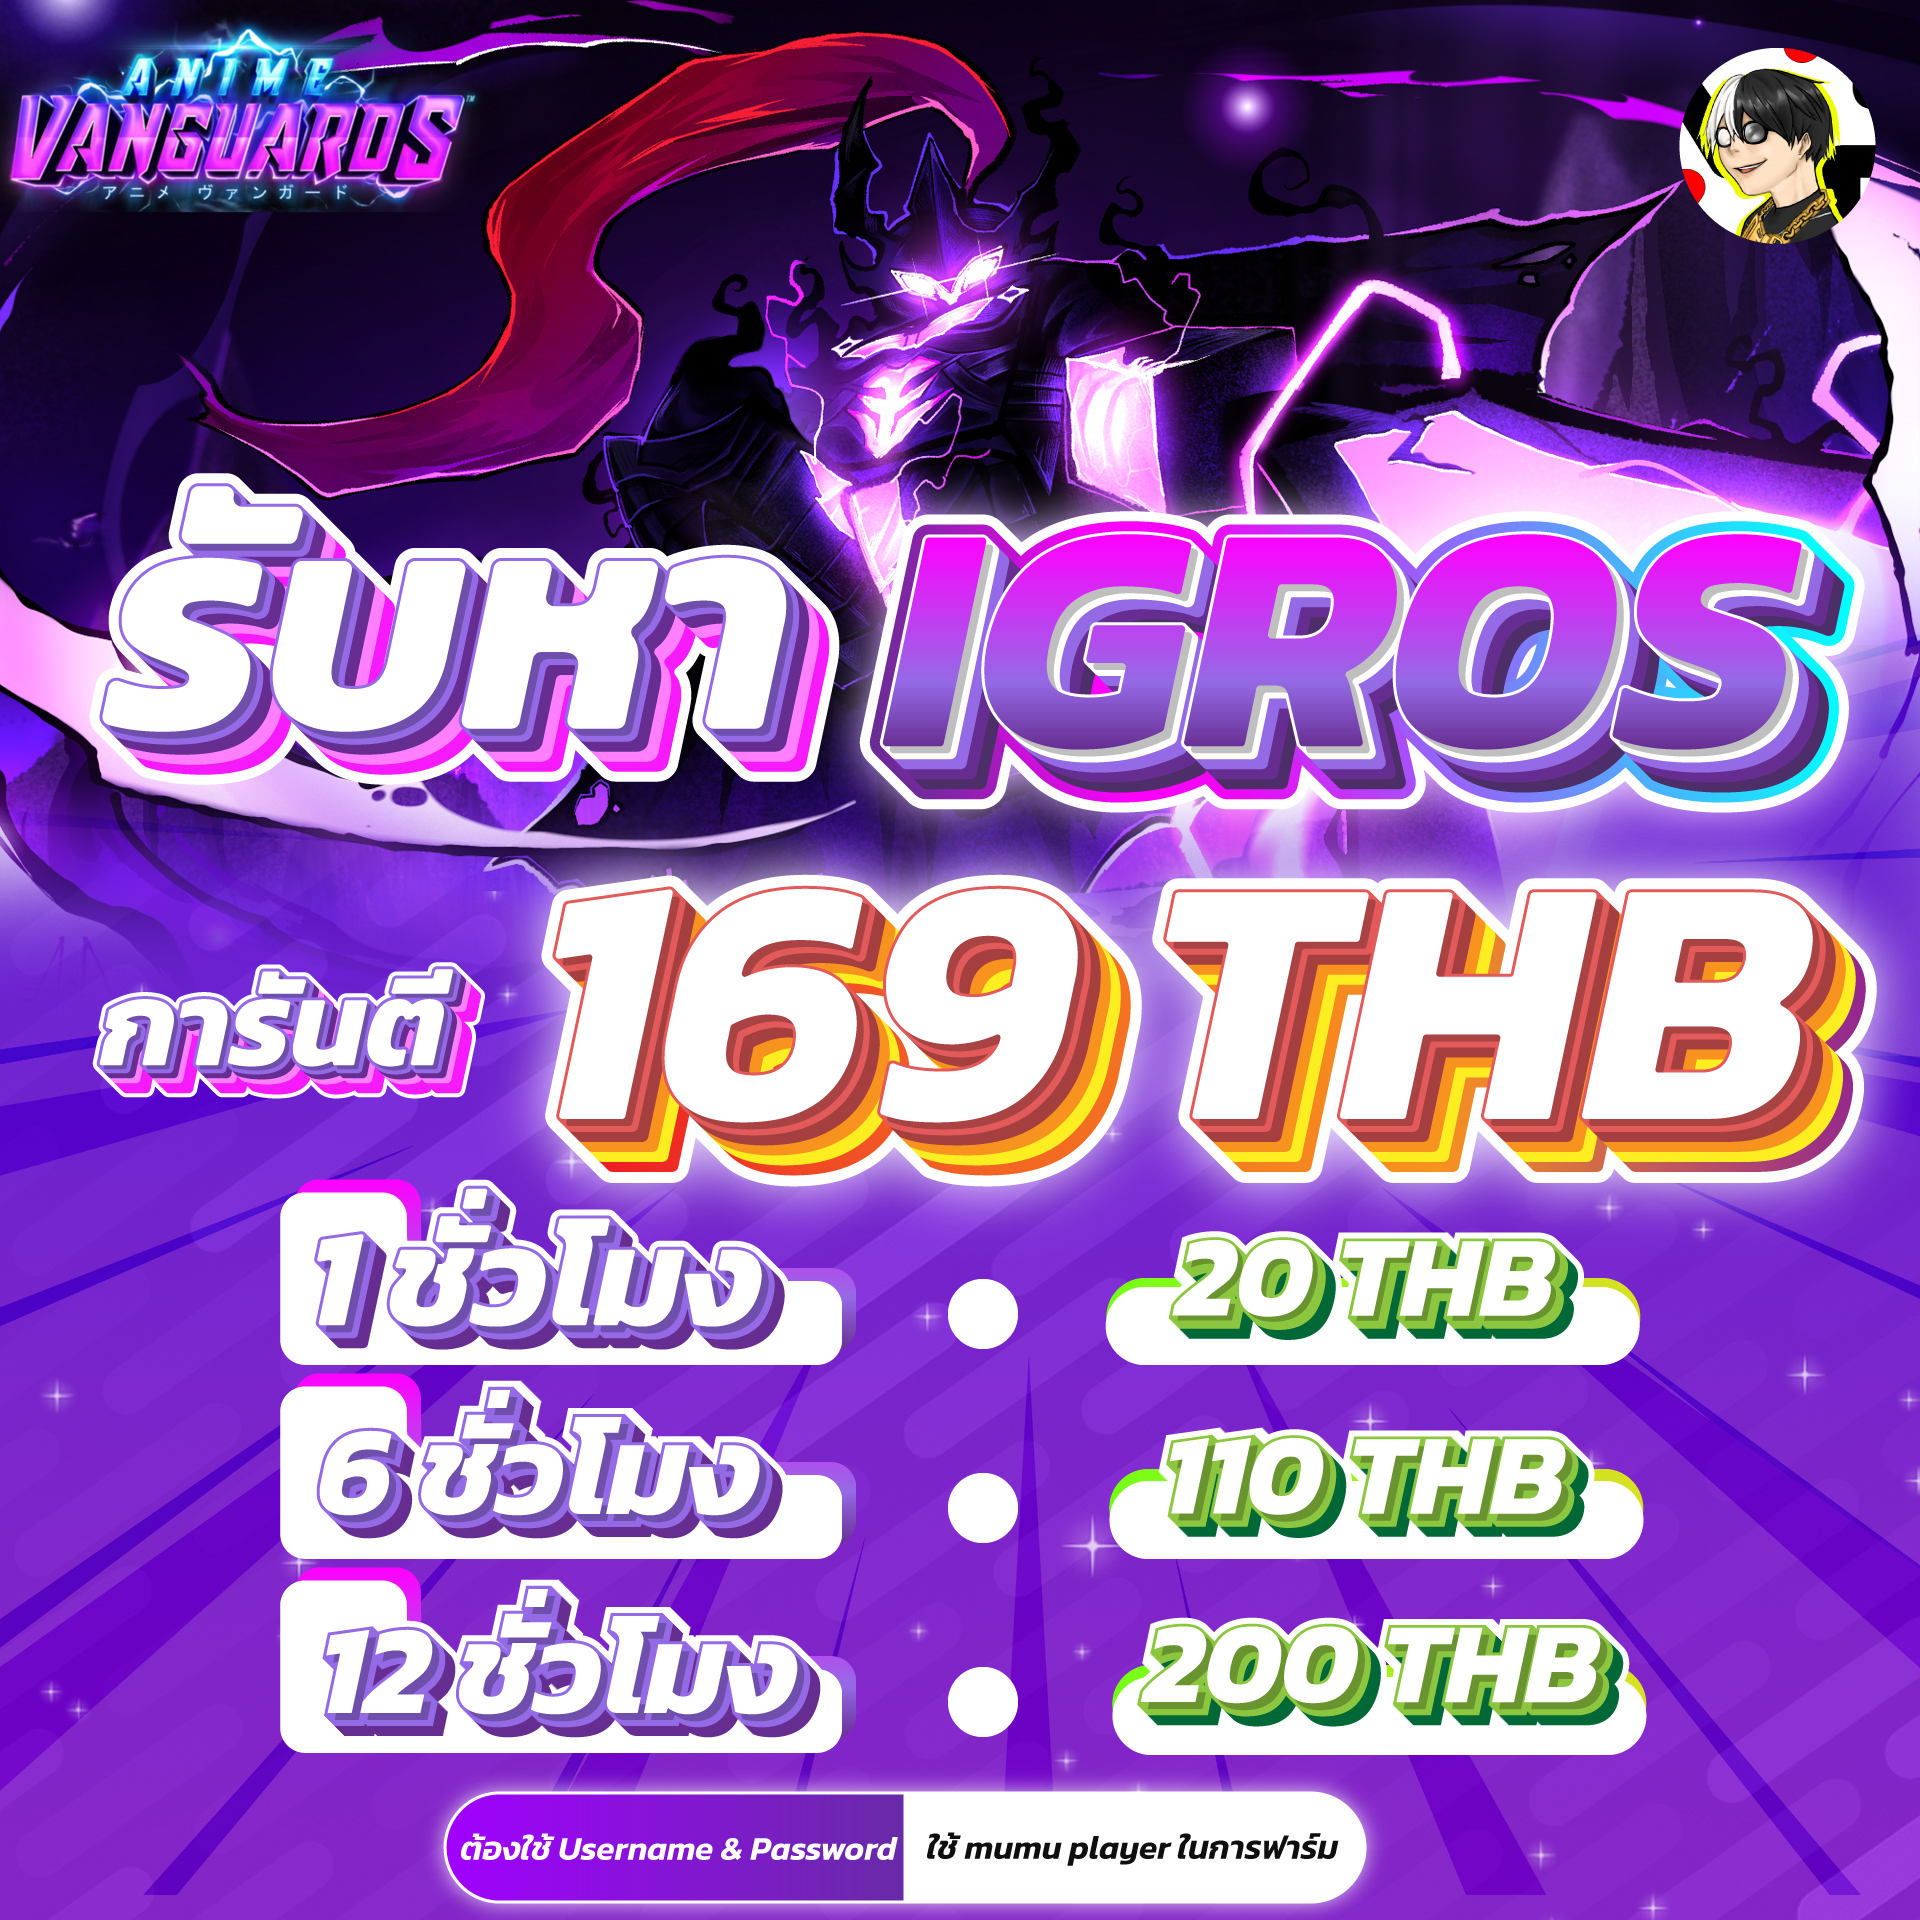 ANIME
VANGUARDS™
アニメ ヴァンガード
รับหา IGROS
การันตี 169 THB
1 ชั่วโมง 20 THB
6 ชั่วโมง 110 THB
12 ชั่วโมง 200 THB
ต้องใช้ Username & Password ใช้ mumu player ในการฟาร์ม